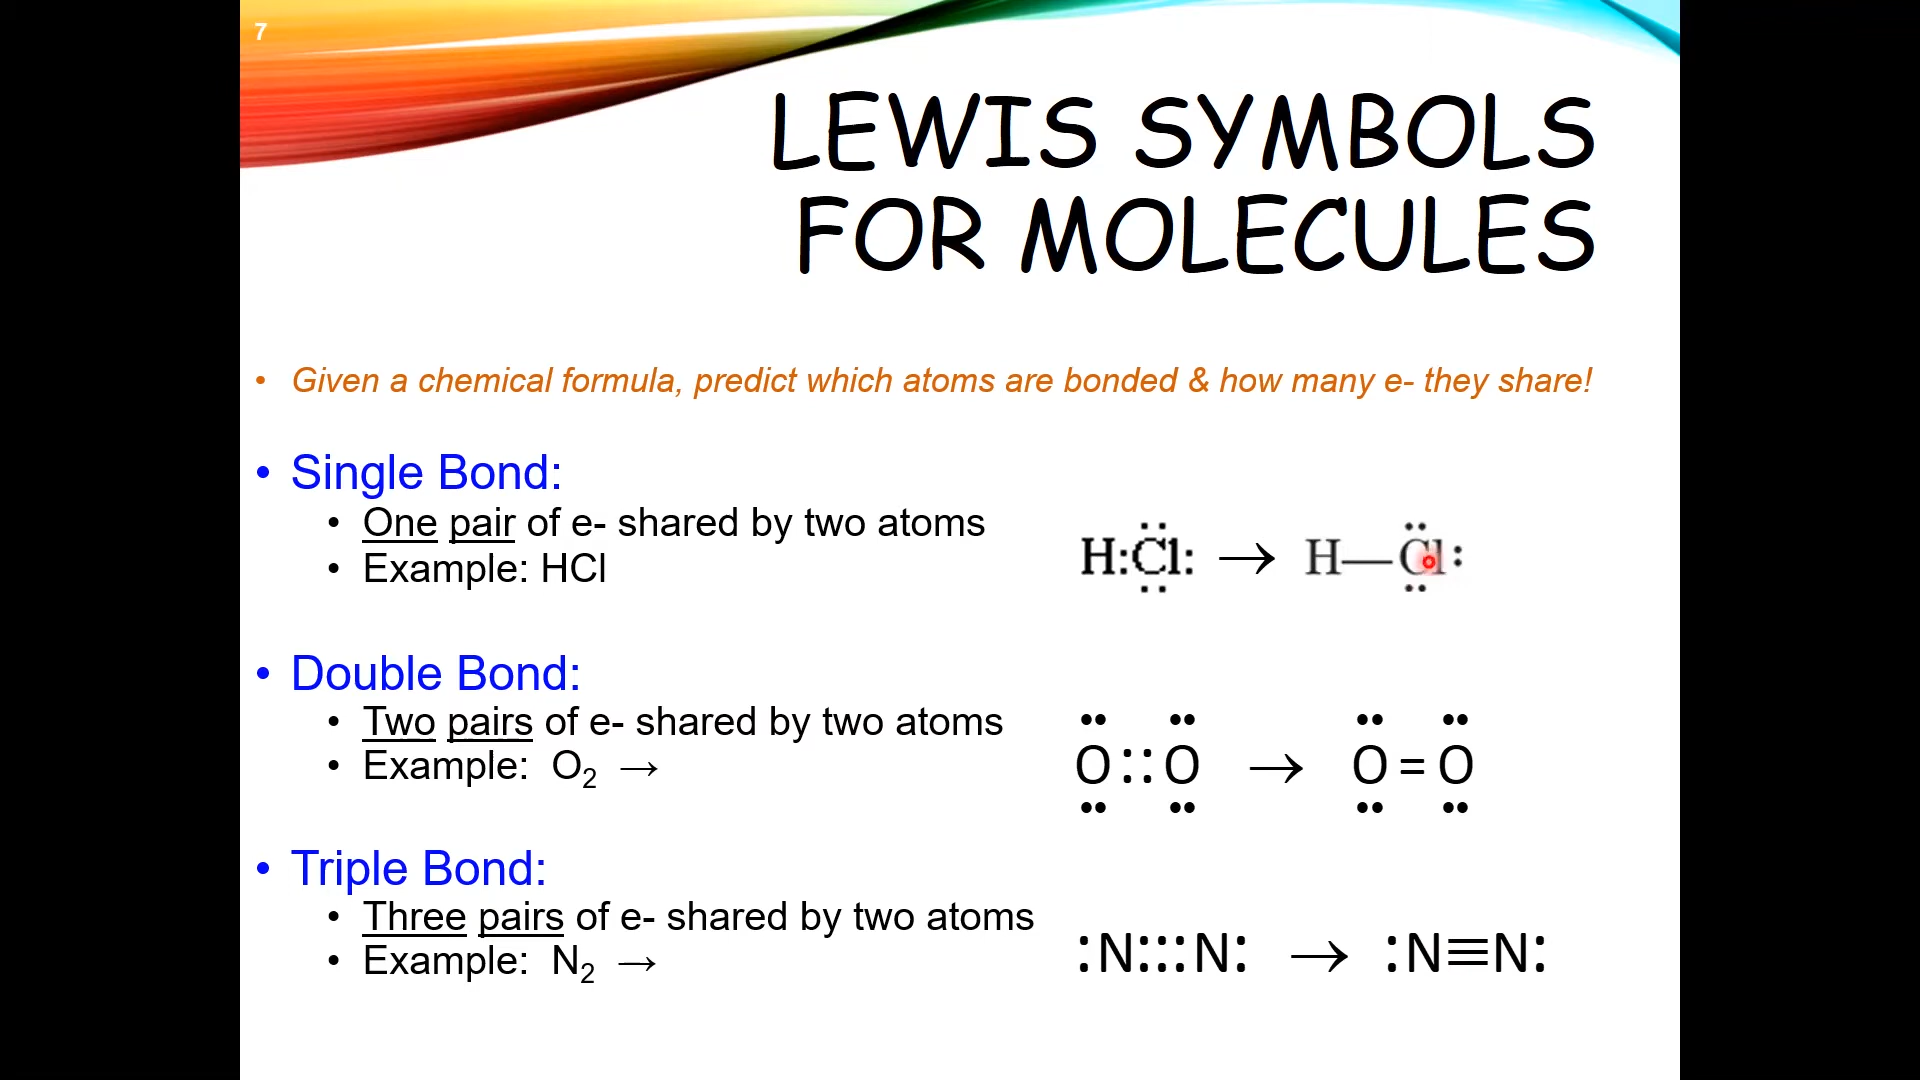 7
LEWIS SYMBOLS
FOR MOLECULES
• Given a chemical formula, predict which atoms are bonded & how many e- they share!
• Single Bond:
• One pair of e- shared by two atoms
• Example: HCl
H:C̤̈l: → H—C̤̈l:
• Double Bond:
• Two pairs of e- shared by two atoms
• Example: O₂ →
Ö̤::Ö̤ → Ö̤=Ö̤
• Triple Bond:
• Three pairs of e- shared by two atoms
• Example: N₂ →
:N:::N: → :N≡N: